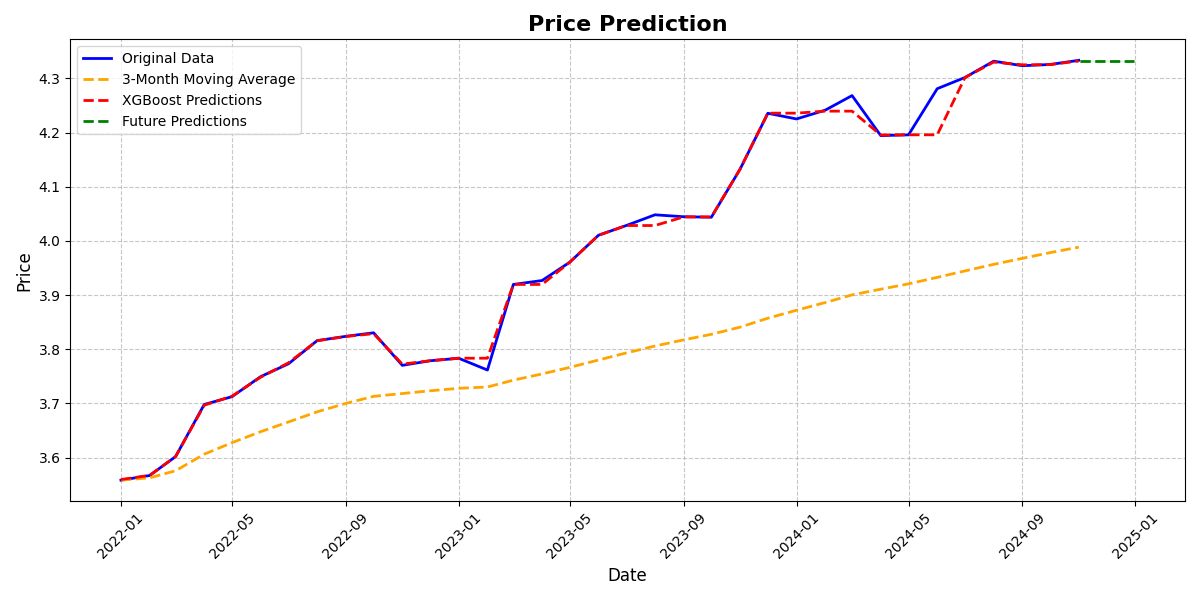 Price Prediction
Original Data
3-Month Moving Average
XGBoost Predictions
Future Predictions
Price
4.3
4.2
4.1
4.0
3.9
3.8
3.7
3.6
2022-01
2022-05
2022-09
2023-01
2023-05
2023-09
2024-01
2024-05
2024-09
2025-01
Date